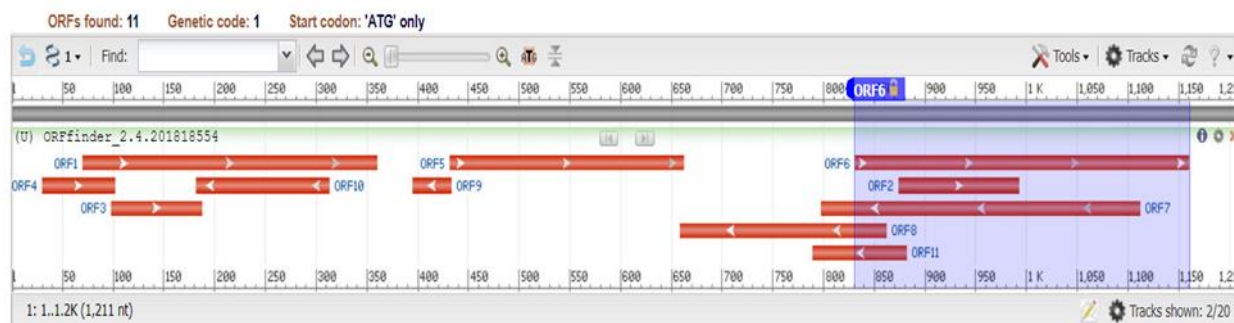 ORFs found: 11 Genetic code: 1 Start codon: 'ATG' only
1 Find: Tools Tracks ?
1 50 100 150 200 250 300 350 400 450 500 550 600 650 700 750 800 ORF6 900 950 1 K 1,050 1,100 1,150 1,2
(U) ORFfinder_2.4.201818554
ORF1 ORF5 ORF6
ORF4 ORF10 ORF9 ORF2
ORF3 ORF7
ORF8
ORF11
1 50 100 150 200 250 300 350 400 450 500 550 600 650 700 750 800 850 900 950 1 K 1,050 1,100 1,150 1,2
1: 1..1.2K (1,211 nt) Tracks shown: 2/20